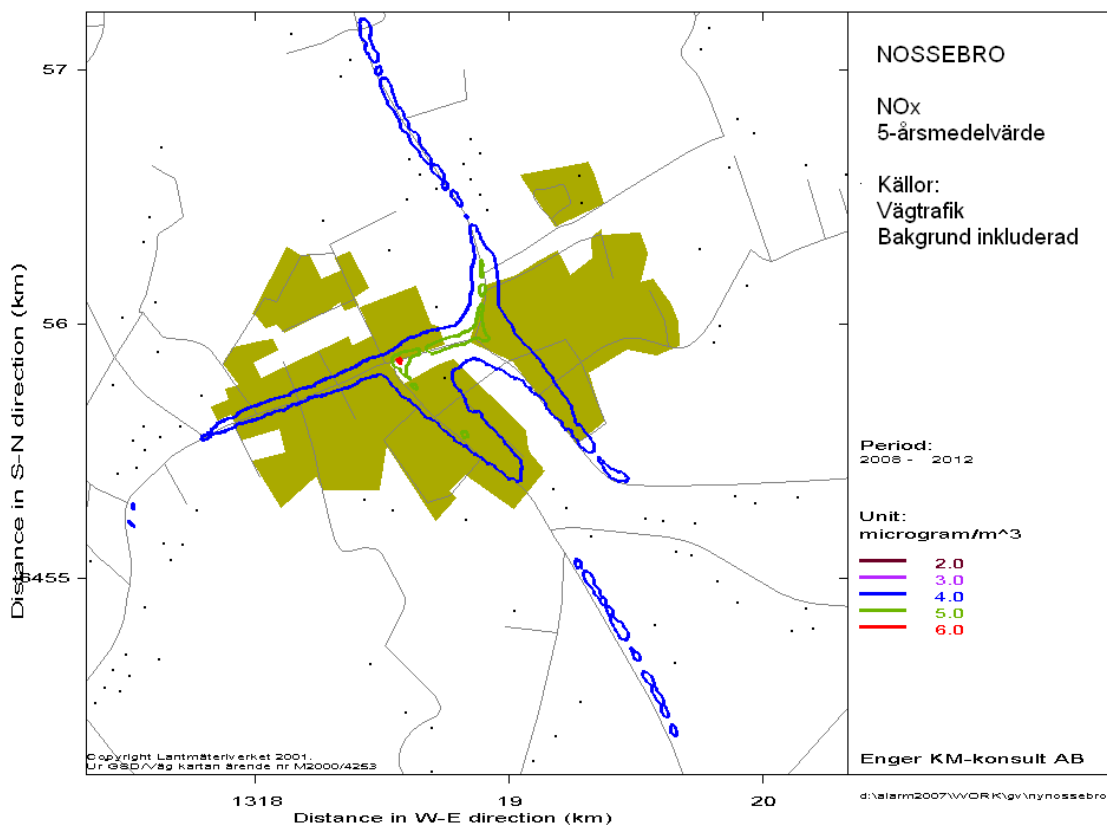 NOSSEBRO
NOx
5-årsmedelvärde
Källor:
Vägtrafik
Bakgrund inkluderad
Period:
2008 - 2012
Unit:
microgram/m^3
2.0
3.0
4.0
5.0
6.0
Enger KM-konsult AB
d:\alarm2007\WORK\gv\nynossebro
Distance in S-N direction (km)
57
56
6455
Copyright Lantmäteriverket 2001.
Ur GSD/Väg kartan ärende nr M2000/4253
1318
19
20
Distance in W-E direction (km)